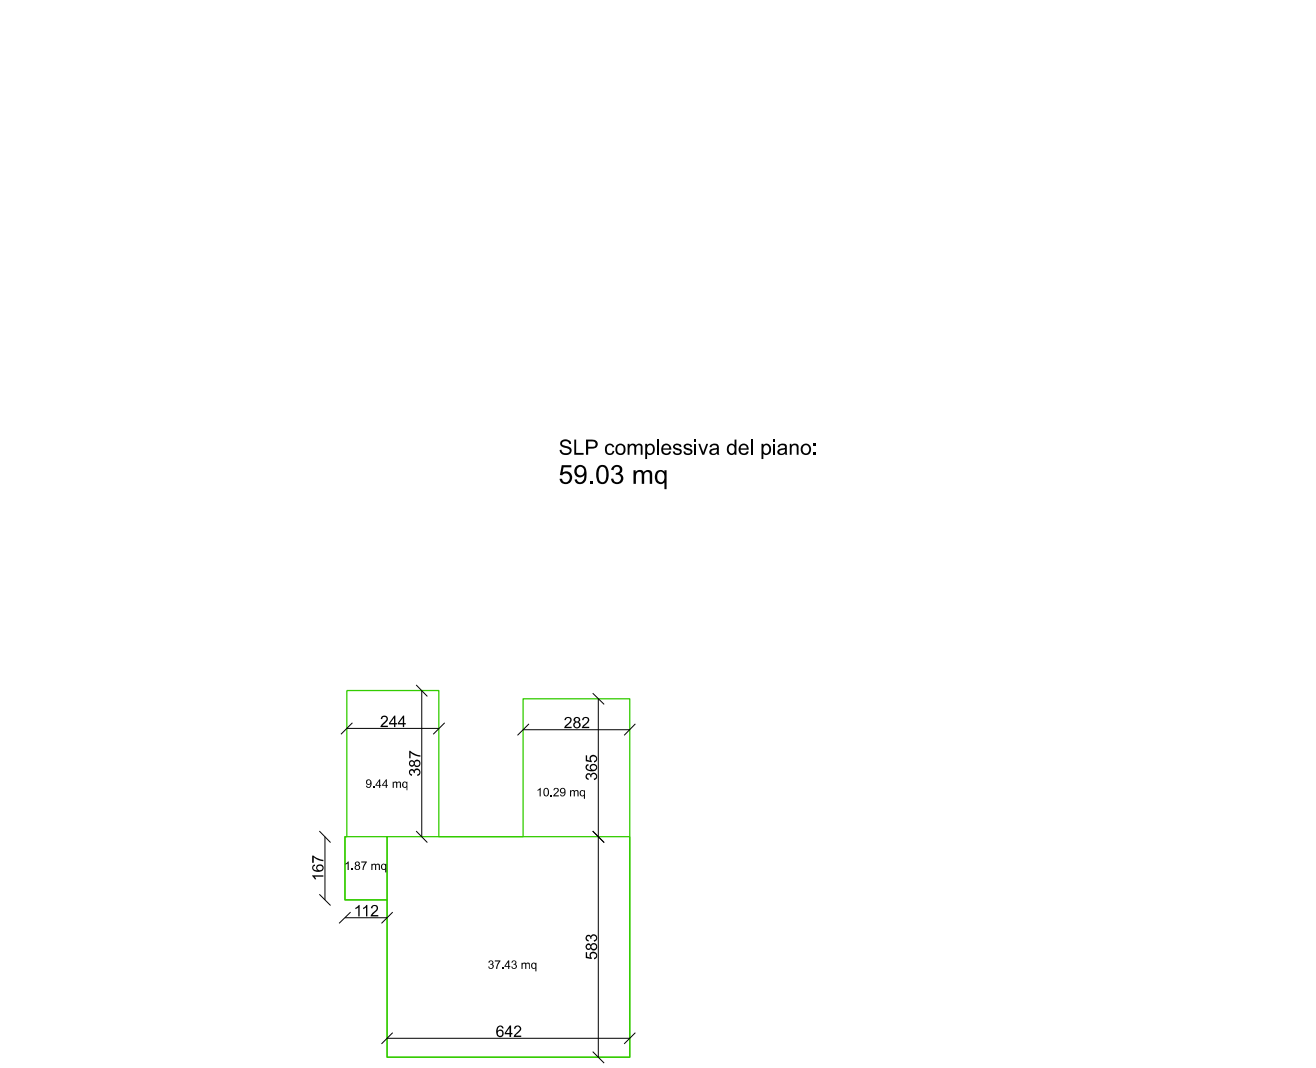 SLP complessiva del piano:
59.03 mq
244
282
387
365
9.44 mq
10.29 mq
167
1.87 mq
112
583
37.43 mq
642